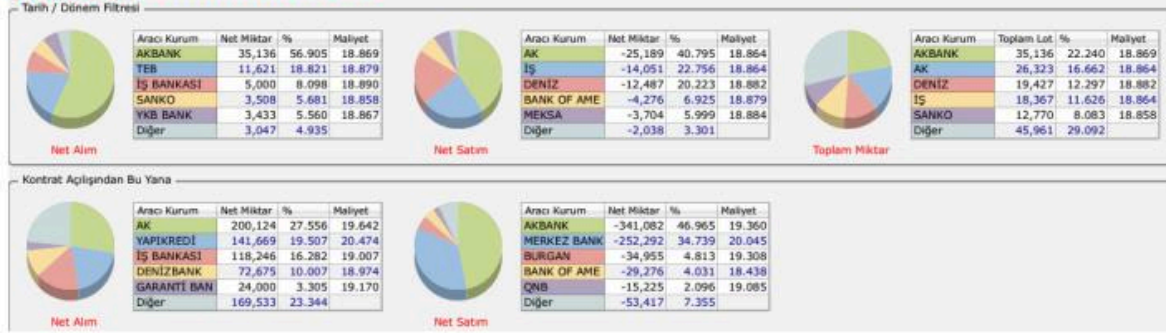 Tarih / Dönem Filtresi
Aracı Kurum Net Miktar % Maliyet
AKBANK 35,136 56.905 18.869
TEB 11,621 18.821 18.879
İŞ BANKASI 5,000 8.098 18.890
SANKO 3,508 5.681 18.858
YKB BANK 3,433 5.560 18.867
Diğer 3,047 4.935
Net Alım
Aracı Kurum Net Miktar % Maliyet
AK -25,189 40.795 18.864
İŞ -14,051 22.756 18.864
DENİZ -12,487 20.223 18.882
BANK OF AME -4,276 6.925 18.879
MEKSA -3,704 5.999 18.884
Diğer -2,038 3.301
Net Satım
Aracı Kurum Toplam Lot % Maliyet
AKBANK 35,136 22.240 18.869
AK 26,323 16.662 18.864
DENİZ 19,427 12.297 18.882
İŞ 18,367 11.626 18.864
SANKO 12,770 8.083 18.858
Diğer 45,961 29.092
Toplam Miktar
Kontrat Açılışından Bu Yana
Aracı Kurum Net Miktar % Maliyet
AK 200,124 27.556 19.642
YAPIKREDİ 141,669 19.507 20.474
İŞ BANKASI 118,246 16.282 19.007
DENİZBANK 72,675 10.007 18.974
GARANTİ BAN 24,000 3.305 19.170
Diğer 169,533 23.344
Net Alım
Aracı Kurum Net Miktar % Maliyet
AKBANK -341,082 46.965 19.360
MERKEZ BANK -252,292 34.739 20.045
BURGAN -34,955 4.813 19.308
BANK OF AME -29,276 4.031 18.438
QNB -15,225 2.096 19.085
Diğer -53,417 7.355
Net Satım